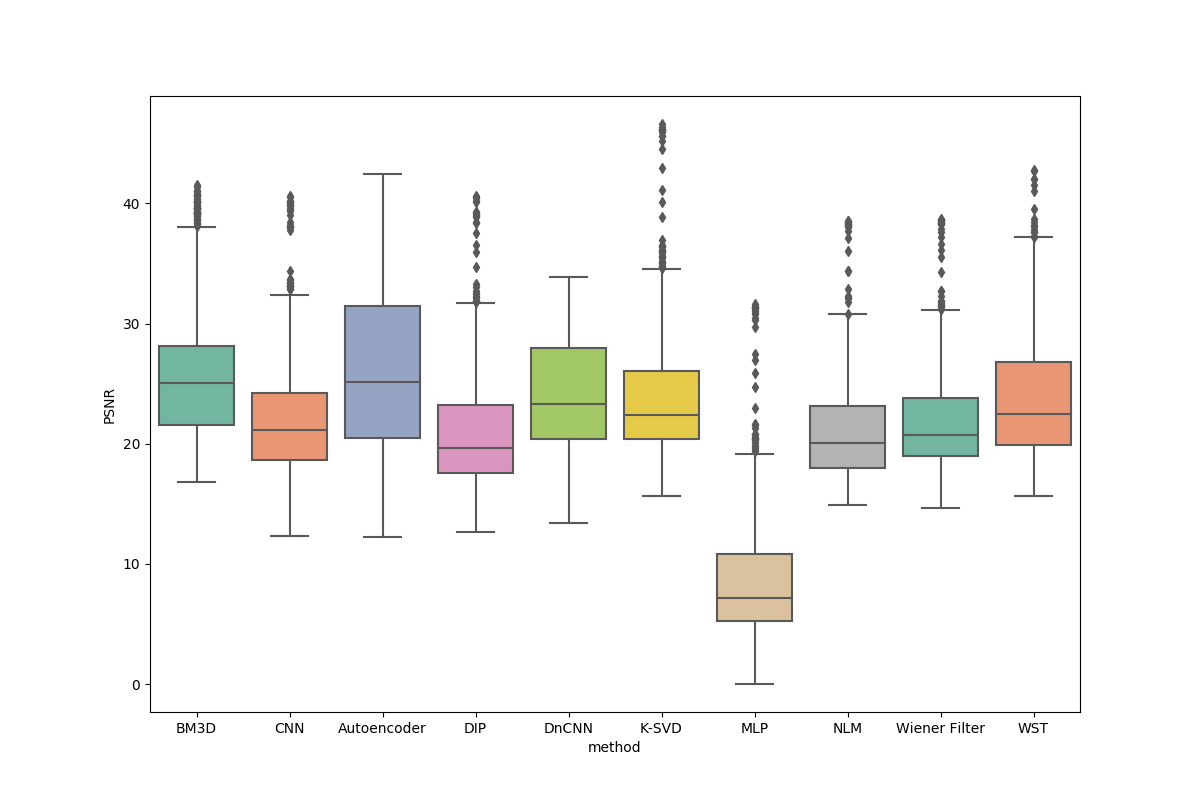 40
30
20
10
0
PSNR
BM3D CNN Autoencoder DIP DnCNN K-SVD MLP NLM Wiener Filter WST
method